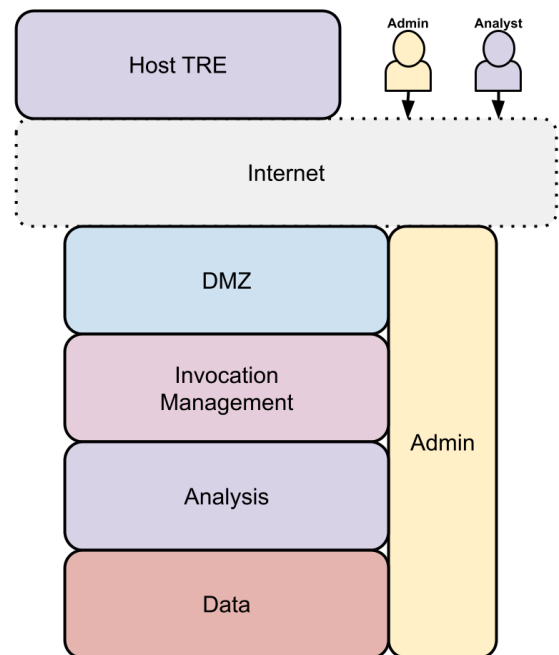 Admin
Analyst
Host TRE
Internet
DMZ
Invocation
Management
Admin
Analysis
Data